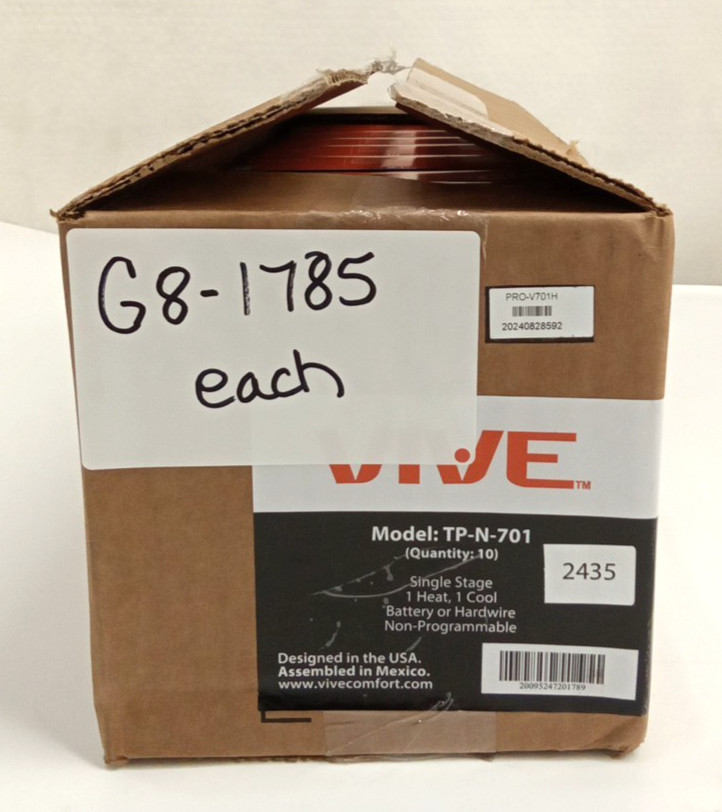 G8-1785
each
PRO-V701H
20240828592
VIVE™
Model: TP-N-701
(Quantity: 10)
2435
Single Stage
1 Heat, 1 Cool
Battery or Hardwire
Non-Programmable
Designed in the USA.
Assembled in Mexico.
www.vivecomfort.com
20095247201789